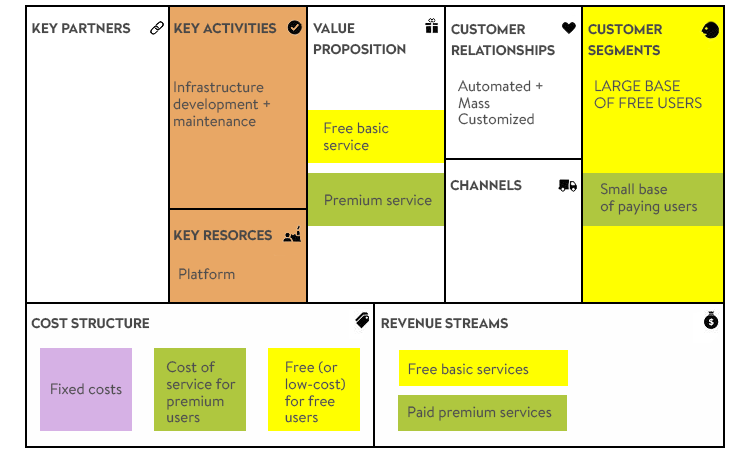 KEY PARTNERS
KEY ACTIVITIES
Infrastructure
development +
maintenance
KEY RESORCES
Platform
VALUE
PROPOSITION
Free basic
service
Premium service
CUSTOMER
RELATIONSHIPS
Automated +
Mass
Customized
CHANNELS
CUSTOMER
SEGMENTS
LARGE BASE
OF FREE USERS
Small base
of paying users
COST STRUCTURE
Fixed costs
Cost of
service for
premium
users
Free (or
low-cost)
for free
users
REVENUE STREAMS
$
Free basic services
Paid premium services